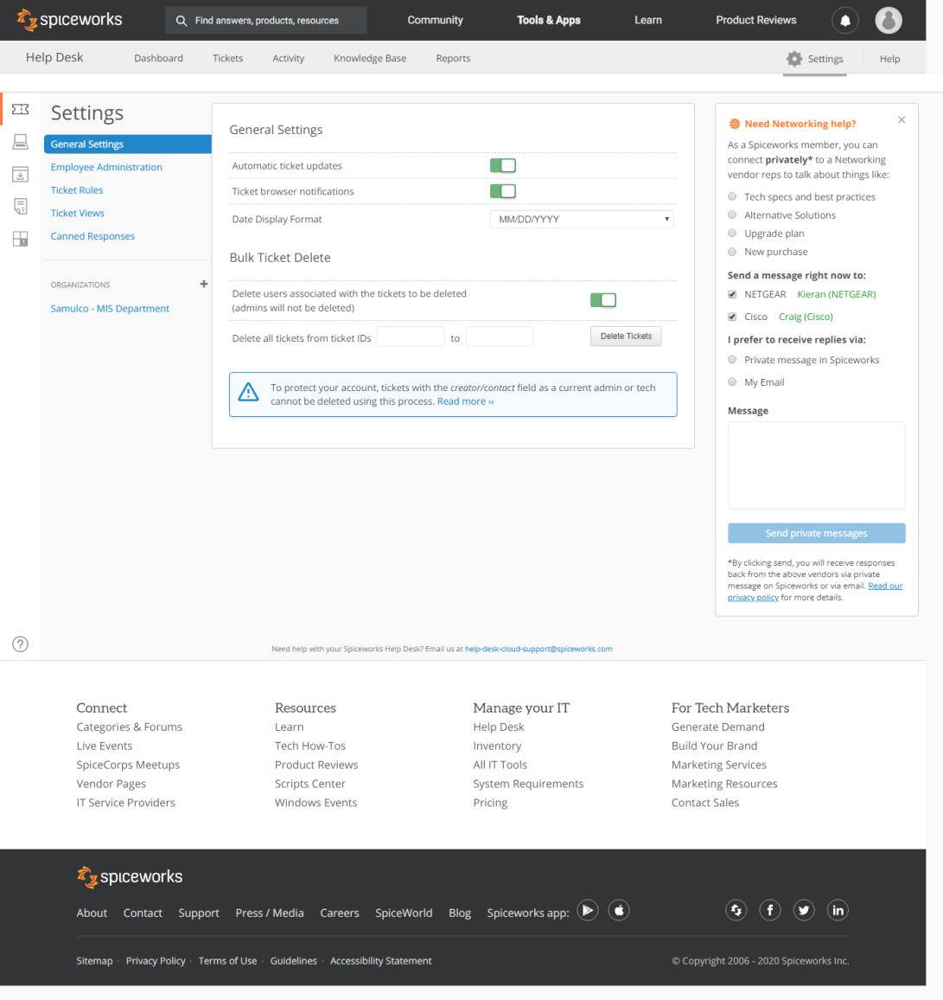 spiceworks
Find answers, products, resources
Community
Tools & Apps
Learn
Product Reviews
Help Desk
Dashboard
Tickets
Activity
Knowledge Base
Reports
Settings
Help
Settings
General Settings
Employee Administration
Ticket Rules
Ticket Views
Canned Responses
ORGANIZATIONS +
Samulco - MIS Department
General Settings
Automatic ticket updates
Ticket browser notifications
Date Display Format MM/DD/YYYY
Bulk Ticket Delete
Delete users associated with the tickets to be deleted
(admins will not be deleted)
Delete all tickets from ticket IDs to Delete Tickets
To protect your account, tickets with the creator/contact field as a current admin or tech
cannot be deleted using this process. Read more ››
Need Networking help?
As a Spiceworks member, you can
connect privately* to a Networking
vendor reps to talk about things like:
Tech specs and best practices
Alternative Solutions
Upgrade plan
New purchase
Send a message right now to:
NETGEAR Kieran (NETGEAR)
Cisco Craig (Cisco)
I prefer to receive replies via:
Private message in Spiceworks
My Email
Message
Send private messages
*By clicking send, you will receive responses
back from the above vendors via private
message on Spiceworks or via email. Read our
privacy policy for more details.
Need help with your Spiceworks Help Desk? Email us at help-desk-cloud-support@spiceworks.com
Connect
Categories & Forums
Live Events
SpiceCorps Meetups
Vendor Pages
IT Service Providers
Resources
Learn
Tech How-Tos
Product Reviews
Scripts Center
Windows Events
Manage your IT
Help Desk
Inventory
All IT Tools
System Requirements
Pricing
For Tech Marketers
Generate Demand
Build Your Brand
Marketing Services
Marketing Resources
Contact Sales
spiceworks
About Contact Support Press / Media Careers SpiceWorld Blog Spiceworks app:
Sitemap · Privacy Policy · Terms of Use · Guidelines · Accessibility Statement
© Copyright 2006 - 2020 Spiceworks Inc.